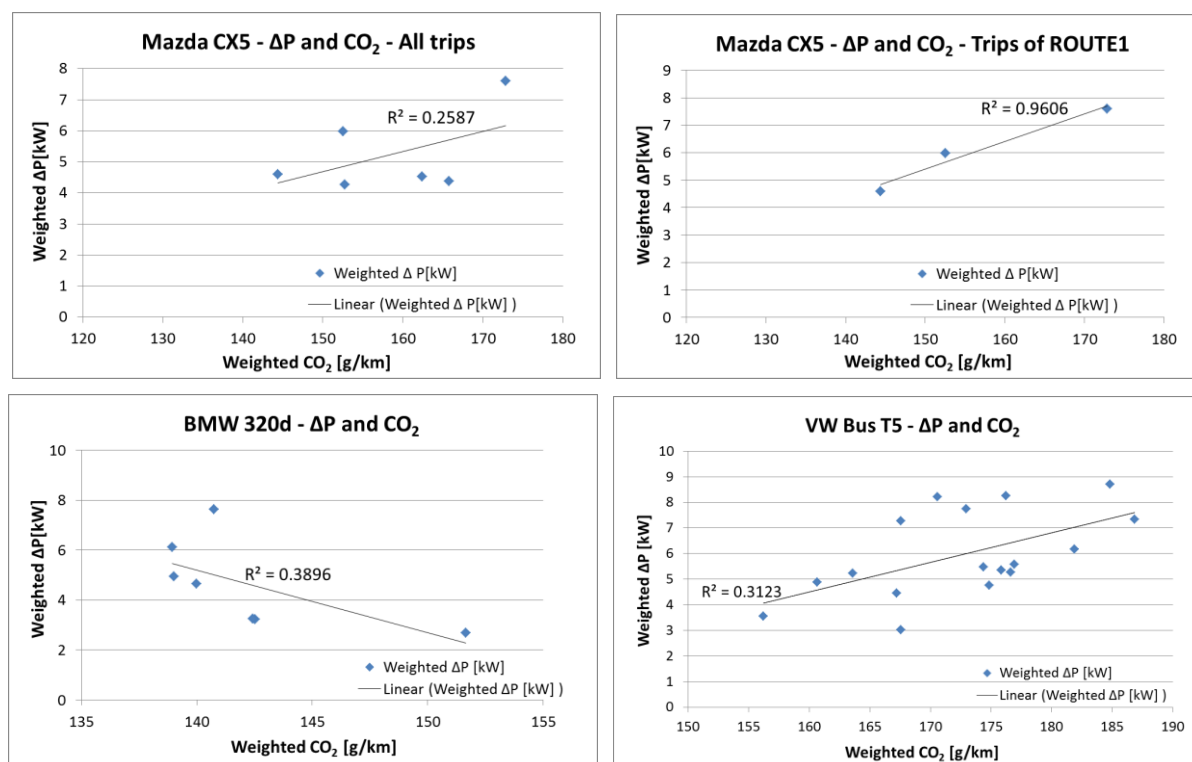 Mazda CX5 - ΔP and CO₂ - All trips
Weighted ΔP[kW]
8
7
6
5
4
3
2
1
0
R² = 0.2587
Weighted Δ P[kW]
Linear (Weighted Δ P[kW] )
120 130 140 150 160 170 180
Weighted CO₂ [g/km]
Mazda CX5 - ΔP and CO₂ - Trips of ROUTE1
Weighted ΔP[kW]
9
8
7
6
5
4
3
2
1
0
R² = 0.9606
Weighted Δ P[kW]
Linear (Weighted Δ P[kW] )
120 130 140 150 160 170 180
Weighted CO₂ [g/km]
BMW 320d - ΔP and CO₂
Weighted ΔP[kW]
10
8
6
4
2
0
R² = 0.3896
Weighted ΔP [kW]
Linear (Weighted ΔP [kW] )
135 140 145 150 155
Weighted CO₂ [g/km]
VW Bus T5 - ΔP and CO₂
Weighted ΔP [kW]
10
9
8
7
6
5
4
3
2
1
0
R² = 0.3123
Weighted ΔP [kW]
Linear (Weighted ΔP [kW] )
150 155 160 165 170 175 180 185 190
Weighted CO₂ [g/km]